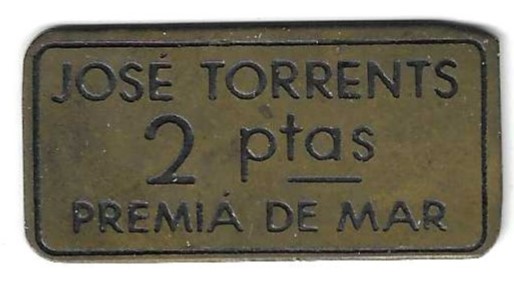 JOSÉ TORRENTS
2 ptas
PREMIÁ DE MAR